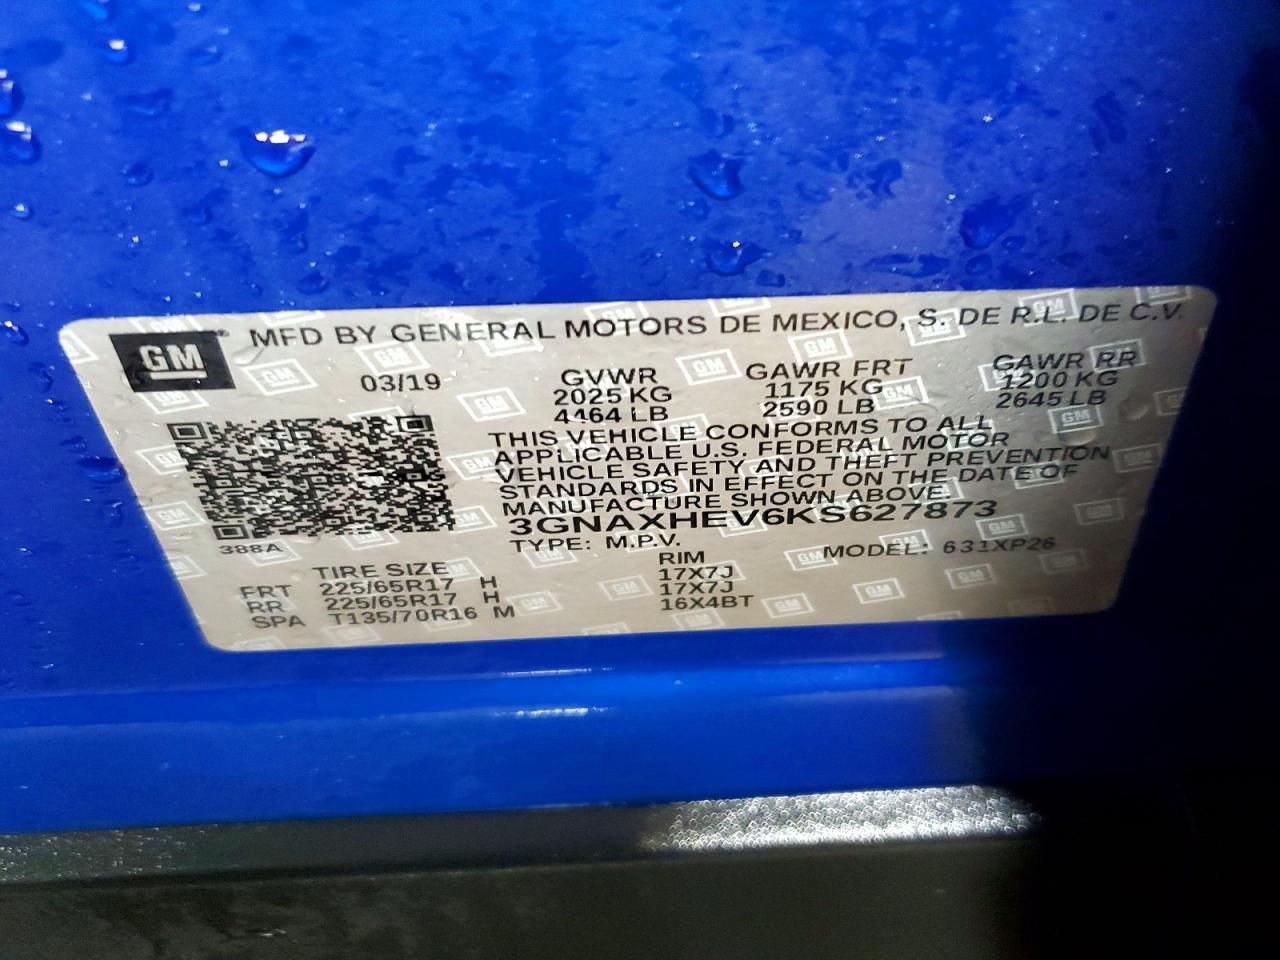 GM MFD BY GENERAL MOTORS DE MEXICO, S. DE R.L. DE C.V.
03/19 GVWR GAWR FRT GAWR RR
2025 KG 1175 KG 1200 KG
4464 LB 2590 LB 2645 LB
THIS VEHICLE CONFORMS TO ALL
APPLICABLE U.S. FEDERAL MOTOR
VEHICLE SAFETY AND THEFT PREVENTION
STANDARDS IN EFFECT ON THE DATE OF
MANUFACTURE SHOWN ABOVE.
3GNAXHEV6KS627873
388A
TYPE: M.P.V. MODEL: 631XP26
TIRE SIZE RIM
FRT 225/65R17 H 17X7J
RR 225/65R17 H 17X7J
SPA T135/70R16 M 16X4BT